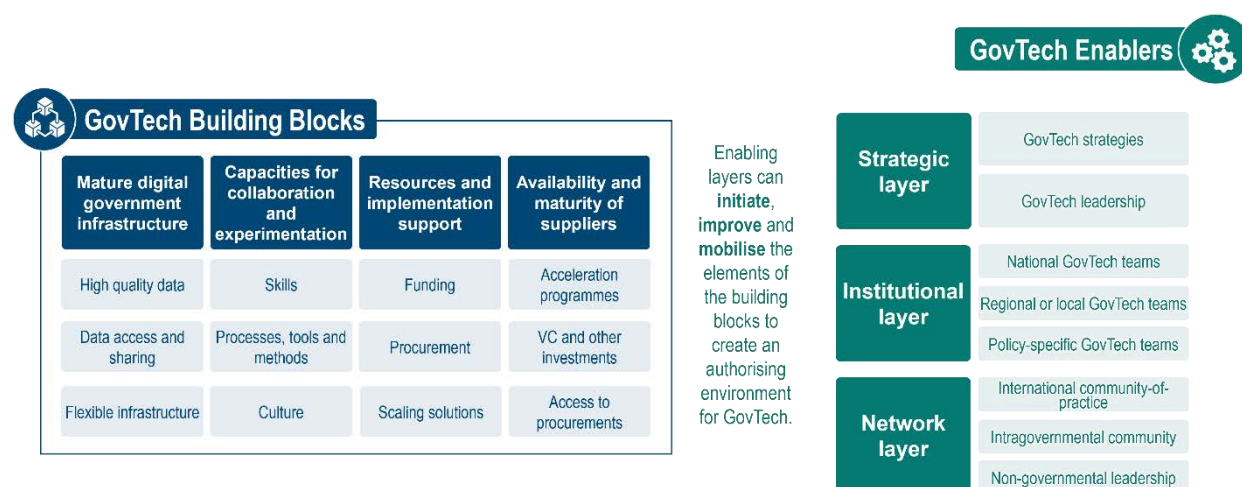 GovTech Enablers
GovTech Building Blocks
Mature digital
government
infrastructure
High quality data
Data access and
sharing
Flexible infrastructure
Capacities for
collaboration
and
experimentation
Skills
Processes, tools and
methods
Culture
Resources and
implementation
support
Funding
Procurement
Scaling solutions
Availability and
maturity of
suppliers
Acceleration
programmes
VC and other
investments
Access to
procurements
Enabling
layers can
initiate,
improve and
mobilise the
elements of
the building
blocks to
create an
authorising
environment
for GovTech.
Strategic
layer
GovTech strategies
GovTech leadership
Institutional
layer
National GovTech teams
Regional or local GovTech teams
Policy-specific GovTech teams
Network
layer
International community-of-
practice
Intragovernmental community
Non-governmental leadership